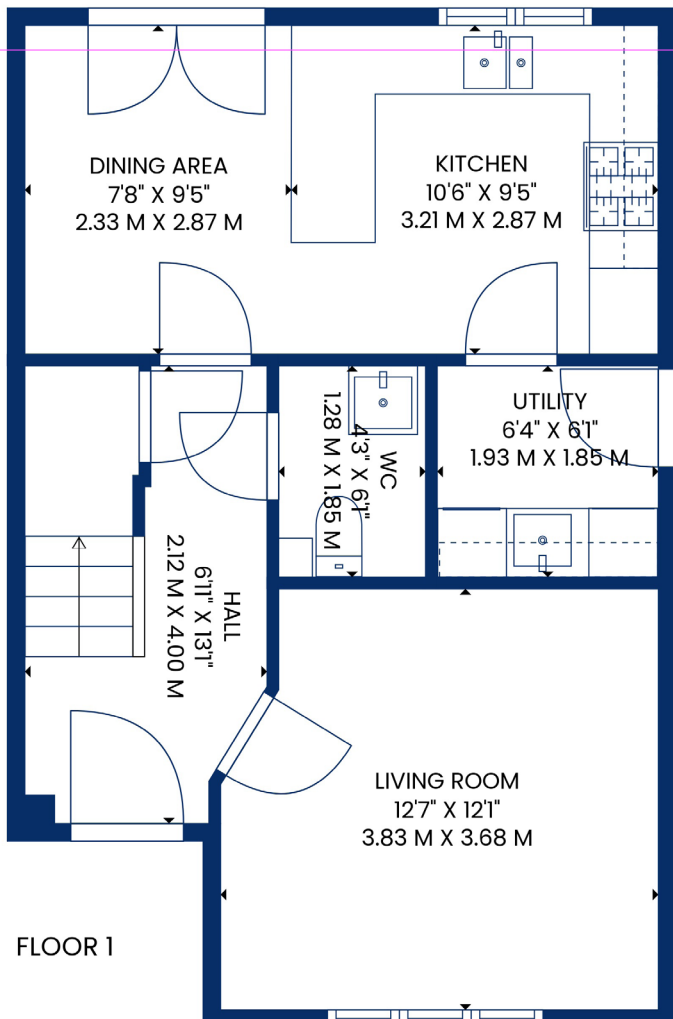 DINING AREA
7'8" X 9'5"
2.33 M X 2.87 M
KITCHEN
10'6" X 9'5"
3.21 M X 2.87 M
UTILITY
6'4" X 6'1"
1.93 M X 1.85 M
WC
4'3" X 6'1"
1.28 M X 1.85 M
HALL
6'11" X 13'1"
2.12 M X 4.00 M
LIVING ROOM
12'7" X 12'1"
3.83 M X 3.68 M
FLOOR 1